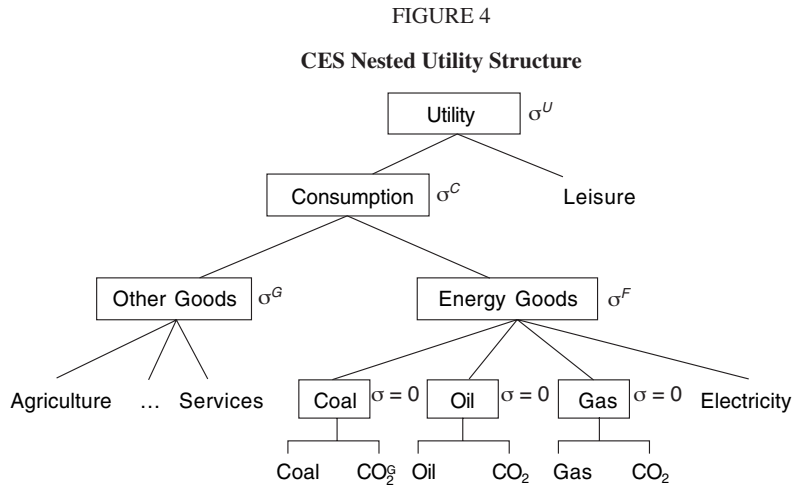 FIGURE 4
CES Nested Utility Structure
Utility σᵁ
Consumption σᶜ Leisure
Other Goods σᴳ Energy Goods σᶠ
Agriculture ... Services Coal σ = 0 Oil σ = 0 Gas σ = 0 Electricity
Coal CO₂ᴳ Oil CO₂ Gas CO₂